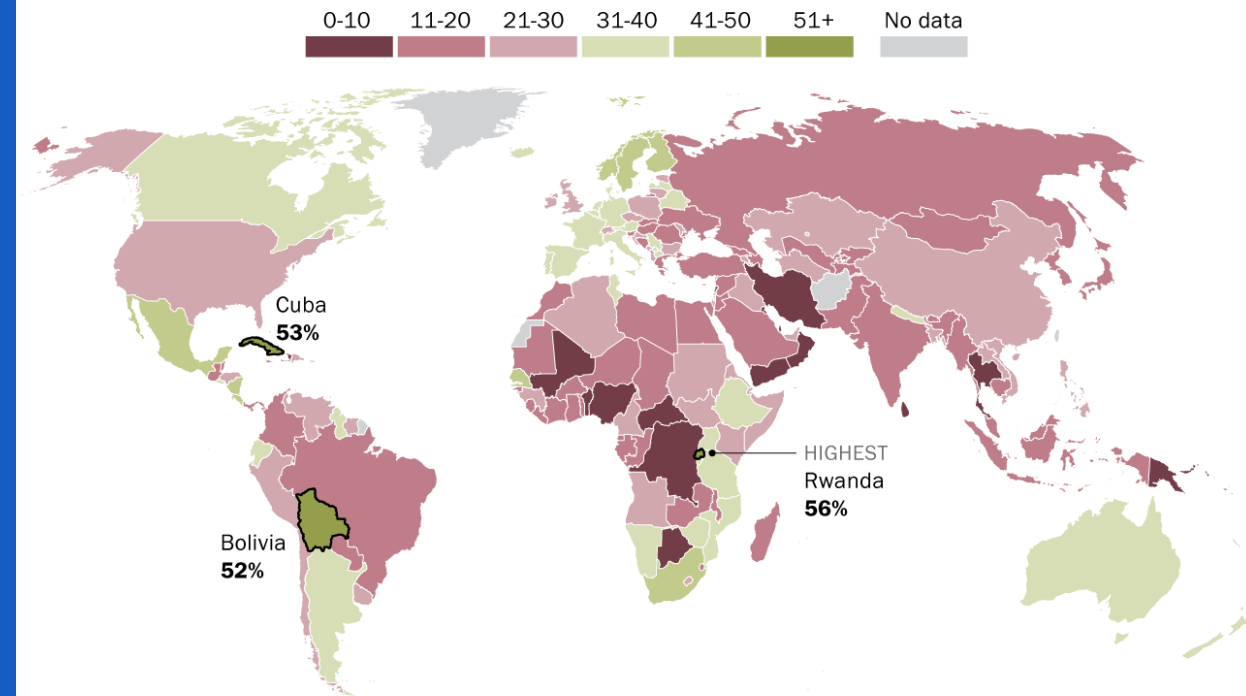 0-10 11-20 21-30 31-40 41-50 51+ No data
Cuba
53%
HIGHEST
Rwanda
56%
Bolivia
52%